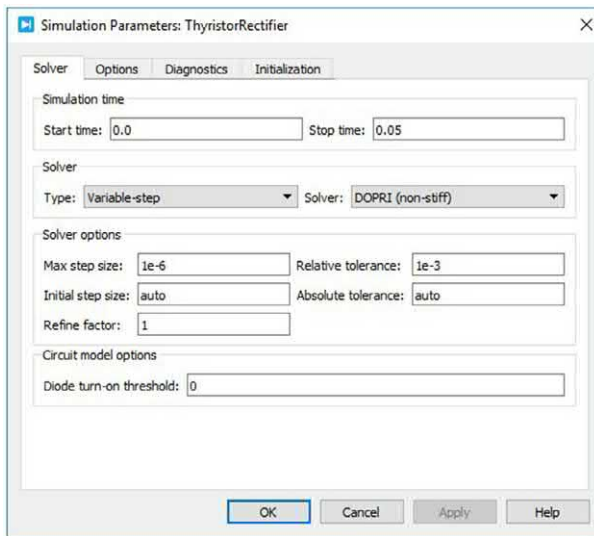 Simulation Parameters: ThyristorRectifier
Solver Options Diagnostics Initialization
Simulation time
Start time: 0.0 Stop time: 0.05
Solver
Type: Variable-step Solver: DOPRI (non-stiff)
Solver options
Max step size: 1e-6 Relative tolerance: 1e-3
Initial step size: auto Absolute tolerance: auto
Refine factor: 1
Circuit model options
Diode turn-on threshold: 0
OK Cancel Apply Help